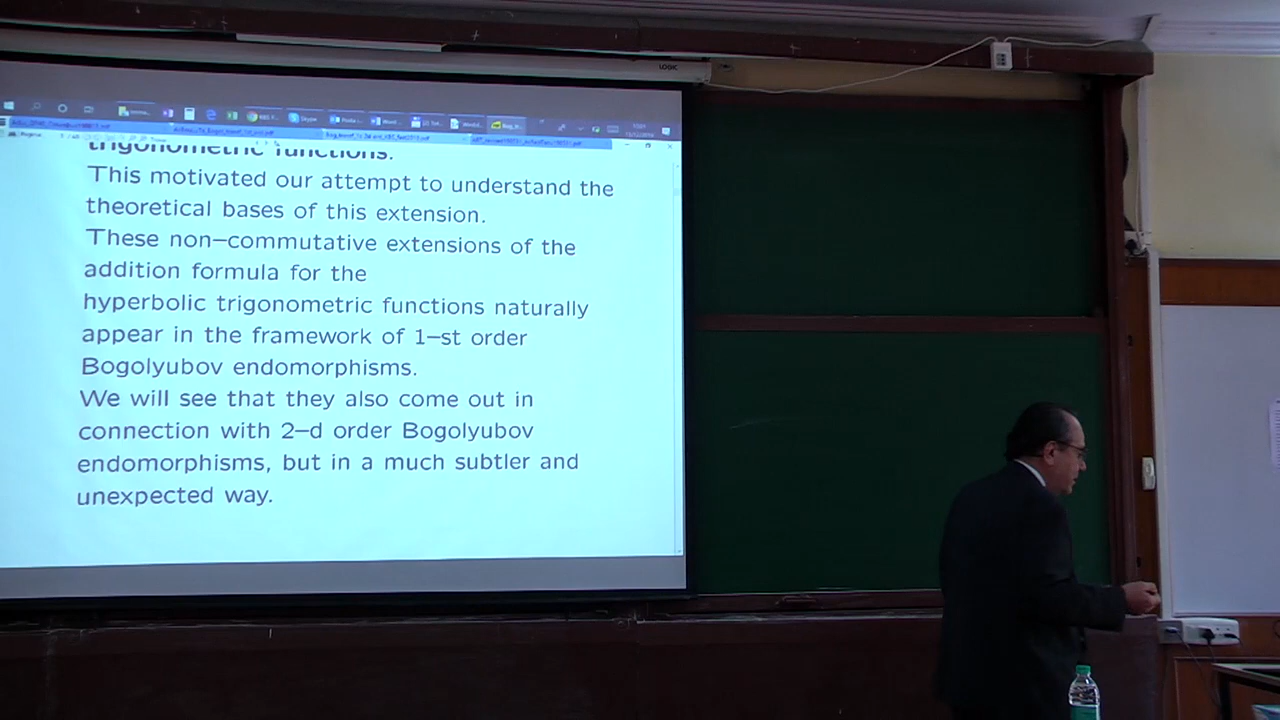 LOGIC
Skype
trigonometric functions.
This motivated our attempt to understand the
theoretical bases of this extension.
These non–commutative extensions of the
addition formula for the
hyperbolic trigonometric functions naturally
appear in the framework of 1–st order
Bogolyubov endomorphisms.
We will see that they also come out in
connection with 2–d order Bogolyubov
endomorphisms, but in a much subtler and
unexpected way.